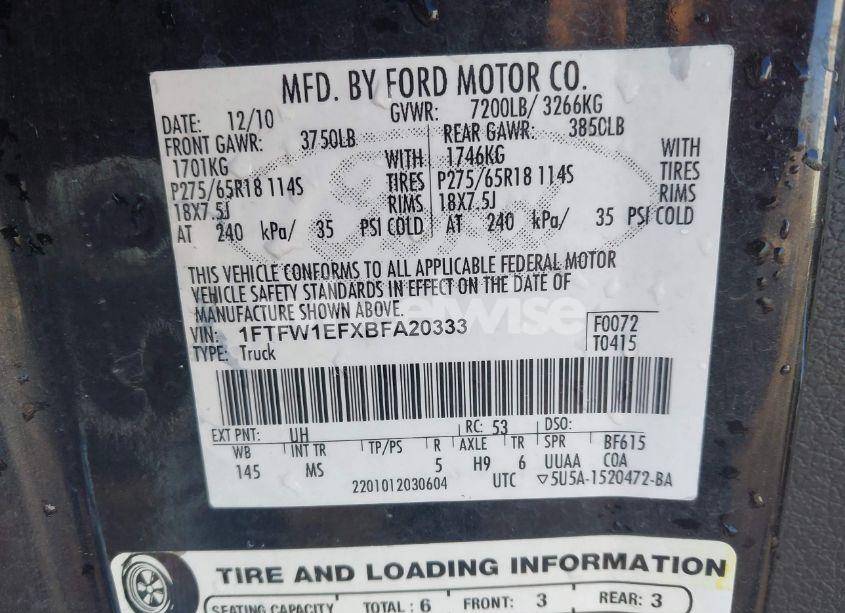 MFD. BY FORD MOTOR CO.
DATE: 12/10 GVWR: 7200LB/ 3266KG
FRONT GAWR: 3750LB REAR GAWR: 3850LB
1701KG WITH 1746KG WITH
P275/65R18 114S TIRES P275/65R18 114S TIRES
18X7.5J RIMS 18X7.5J RIMS
AT 240 kPa/ 35 PSI COLD AT 240 kPa/ 35 PSI COLD
THIS VEHICLE CONFORMS TO ALL APPLICABLE FEDERAL MOTOR
VEHICLE SAFETY STANDARDS IN EFFECT ON THE DATE OF
MANUFACTURE SHOWN ABOVE.
VIN: 1FTFW1EFXBFA20333 F0072
TYPE: Truck T0415
EXT PNT: UH RC: 53 DSO:
WB INT TR TP/PS R AXLE TR SPR BF615
145 MS 5 H9 6 UUAA COA
2201012030604 UTC ▽5U5A-1520472-BA
TIRE AND LOADING INFORMATION
SEATING CAPACITY TOTAL : 6 FRONT: 3 REAR: 3